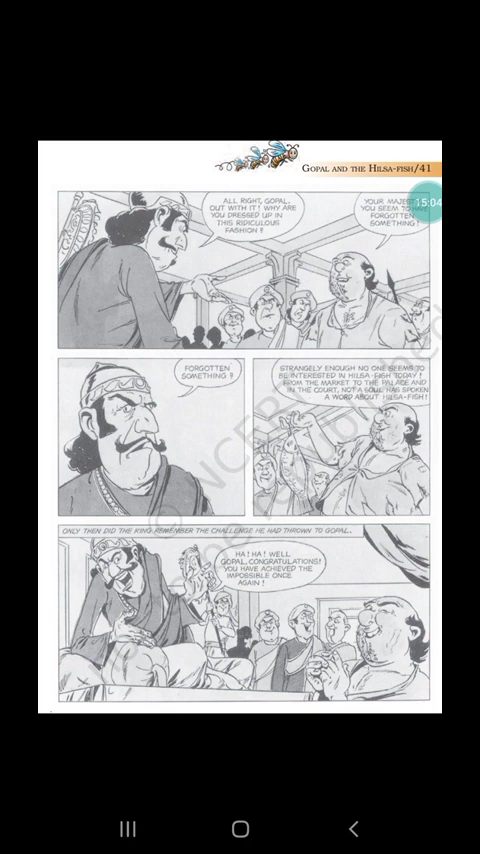 GOPAL AND THE HILSA-FISH/41
15:04
ALL RIGHT, GOPAL,
OUT WITH IT! WHY ARE
YOU DRESSED UP IN
THIS RIDICULOUS
FASHION?
YOUR
YOU SEEM TO
FORGOTTEN
SOMETHING!
FORGOTTEN
SOMETHING?
STRANGELY ENOUGH NO ONE SEEMS TO
BE INTERESTED IN HILSA-FISH TODAY!
FROM THE MARKET TO THE PALACE AND
IN THE COURT, NOT A SOUL HAS SPOKEN
A WORD ABOUT HILSA-FISH!
ONLY THEN DID THE KING REMEMBER THE CHALLENGE HE HAD THROWN TO GOPAL.
HA! HA! WELL
GOPAL, CONGRATULATIONS!
YOU HAVE ACHIEVED THE
IMPOSSIBLE ONCE
AGAIN!
© NCERT